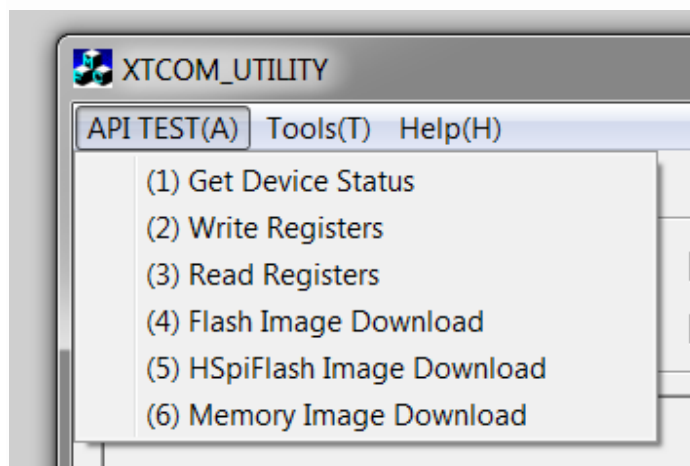 XTCOM_UTILITY
API TEST(A) Tools(T) Help(H)
(1) Get Device Status
(2) Write Registers
(3) Read Registers
(4) Flash Image Download
(5) HSpiFlash Image Download
(6) Memory Image Download